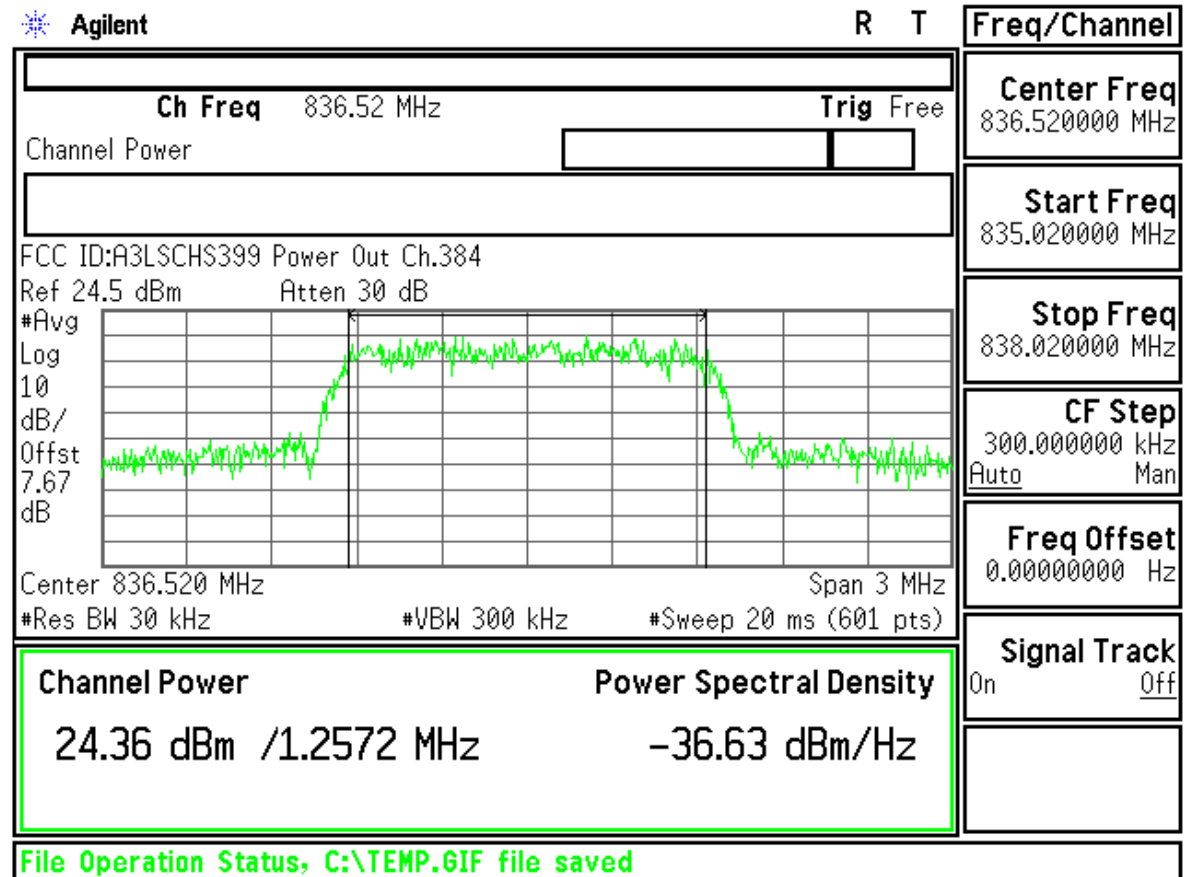 Agilent R T
Ch Freq 836.52 MHz Trig Free
Channel Power
FCC ID:A3LSCHS399 Power Out Ch.384
Ref 24.5 dBm Atten 30 dB
#Avg
Log
10
dB/
Offst
7.67
dB
Center 836.520 MHz Span 3 MHz
#Res BW 30 kHz #VBW 300 kHz #Sweep 20 ms (601 pts)
Channel Power Power Spectral Density
24.36 dBm /1.2572 MHz -36.63 dBm/Hz
File Operation Status, C:\TEMP.GIF file saved
Freq/Channel
Center Freq
836.520000 MHz
Start Freq
835.020000 MHz
Stop Freq
838.020000 MHz
CF Step
300.000000 kHz
Auto Man
Freq Offset
0.00000000 Hz
Signal Track
On Off